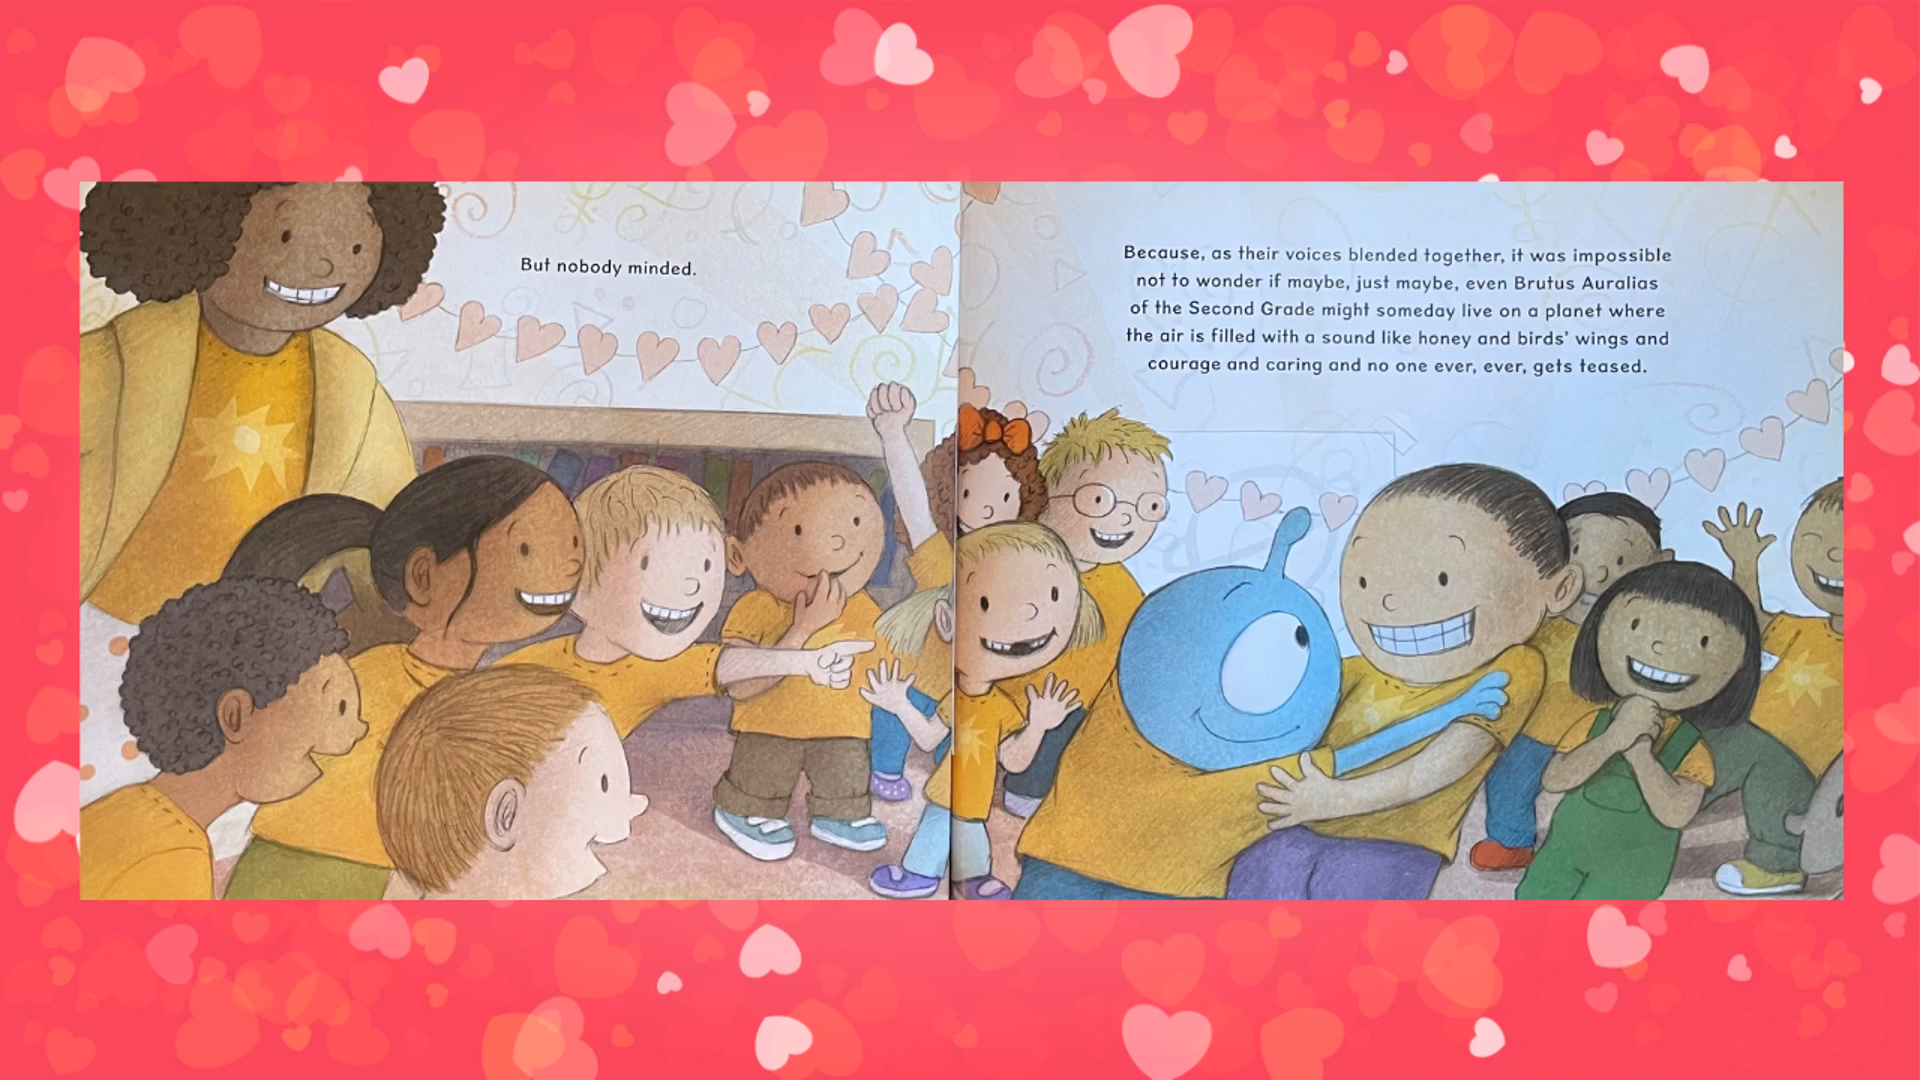 But nobody minded.
Because, as their voices blended together, it was impossible
not to wonder if maybe, just maybe, even Brutus Auralias
of the Second Grade might someday live on a planet where
the air is filled with a sound like honey and birds' wings and
courage and caring and no one ever, ever, gets teased.